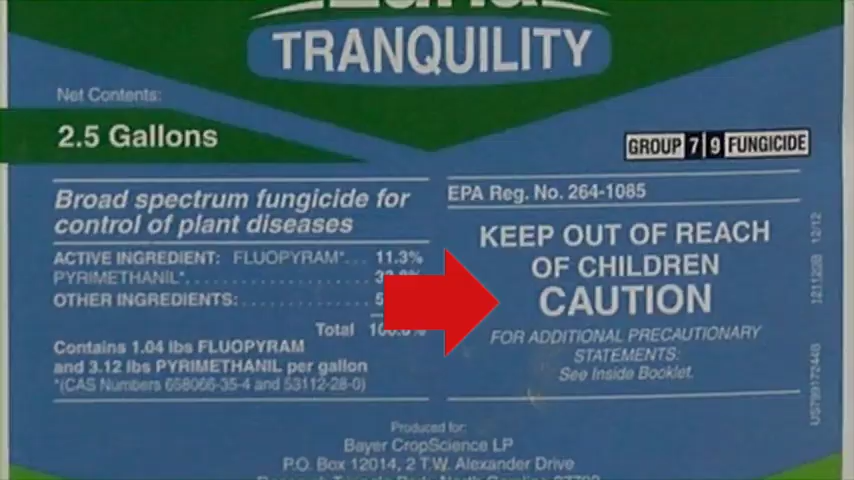 TRANQUILITY
Net Contents:
2.5 Gallons
GROUP 7 9 FUNGICIDE
Broad spectrum fungicide for
control of plant diseases
ACTIVE INGREDIENT: FLUOPYRAM*... 11.3%
PYRIMETHANIL*
OTHER INGREDIENTS:
Total
Contains 1.04 lbs FLUOPYRAM
and 3.12 lbs PYRIMETHANIL per gallon
*(CAS Numbers 658066-35-4 and 53112-28-0)
EPA Reg. No. 264-1085
KEEP OUT OF REACH
OF CHILDREN
CAUTION
FOR ADDITIONAL PRECAUTIONARY
STATEMENTS:
See Inside Booklet.
Produced for:
Bayer CropScience LP
P.O. Box 12014, 2 T.W. Alexander Drive